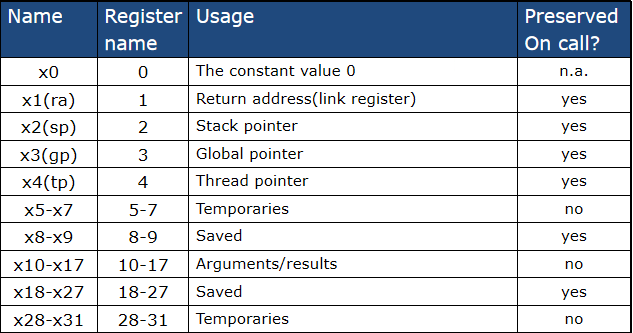 Name Register name Usage Preserved On call?
x0 0 The constant value 0 n.a.
x1(ra) 1 Return address(link register) yes
x2(sp) 2 Stack pointer yes
x3(gp) 3 Global pointer yes
x4(tp) 4 Thread pointer yes
x5-x7 5-7 Temporaries no
x8-x9 8-9 Saved yes
x10-x17 10-17 Arguments/results no
x18-x27 18-27 Saved yes
x28-x31 28-31 Temporaries no